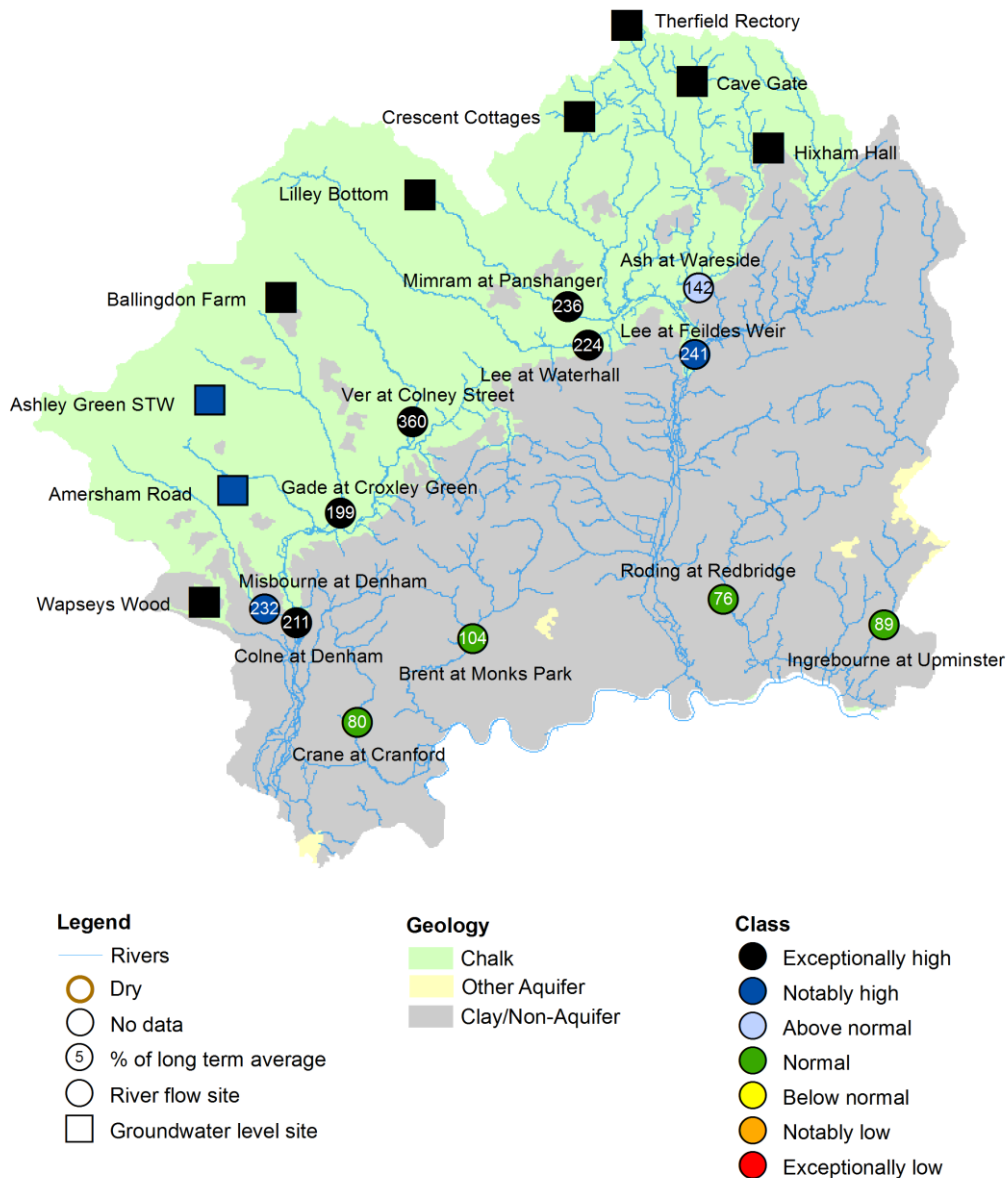 Therfield Rectory
Cave Gate
Crescent Cottages
Hixham Hall
Lilley Bottom
Ash at Wareside
142
Mimram at Panshanger
236
Ballingdon Farm
Lee at Feildes Weir
241
224
Lee at Waterhall
Ver at Colney Street
360
Ashley Green STW
Gade at Croxley Green
199
Amersham Road
Roding at Redbridge
76
Misbourne at Denham
232
Wapseys Wood
211
Colne at Denham
104
Brent at Monks Park
89
Ingrebourne at Upminster
80
Crane at Cranford
Legend
Rivers
Dry
No data
5
% of long term average
River flow site
Groundwater level site
Geology
Chalk
Other Aquifer
Clay/Non-Aquifer
Class
Exceptionally high
Notably high
Above normal
Normal
Below normal
Notably low
Exceptionally low